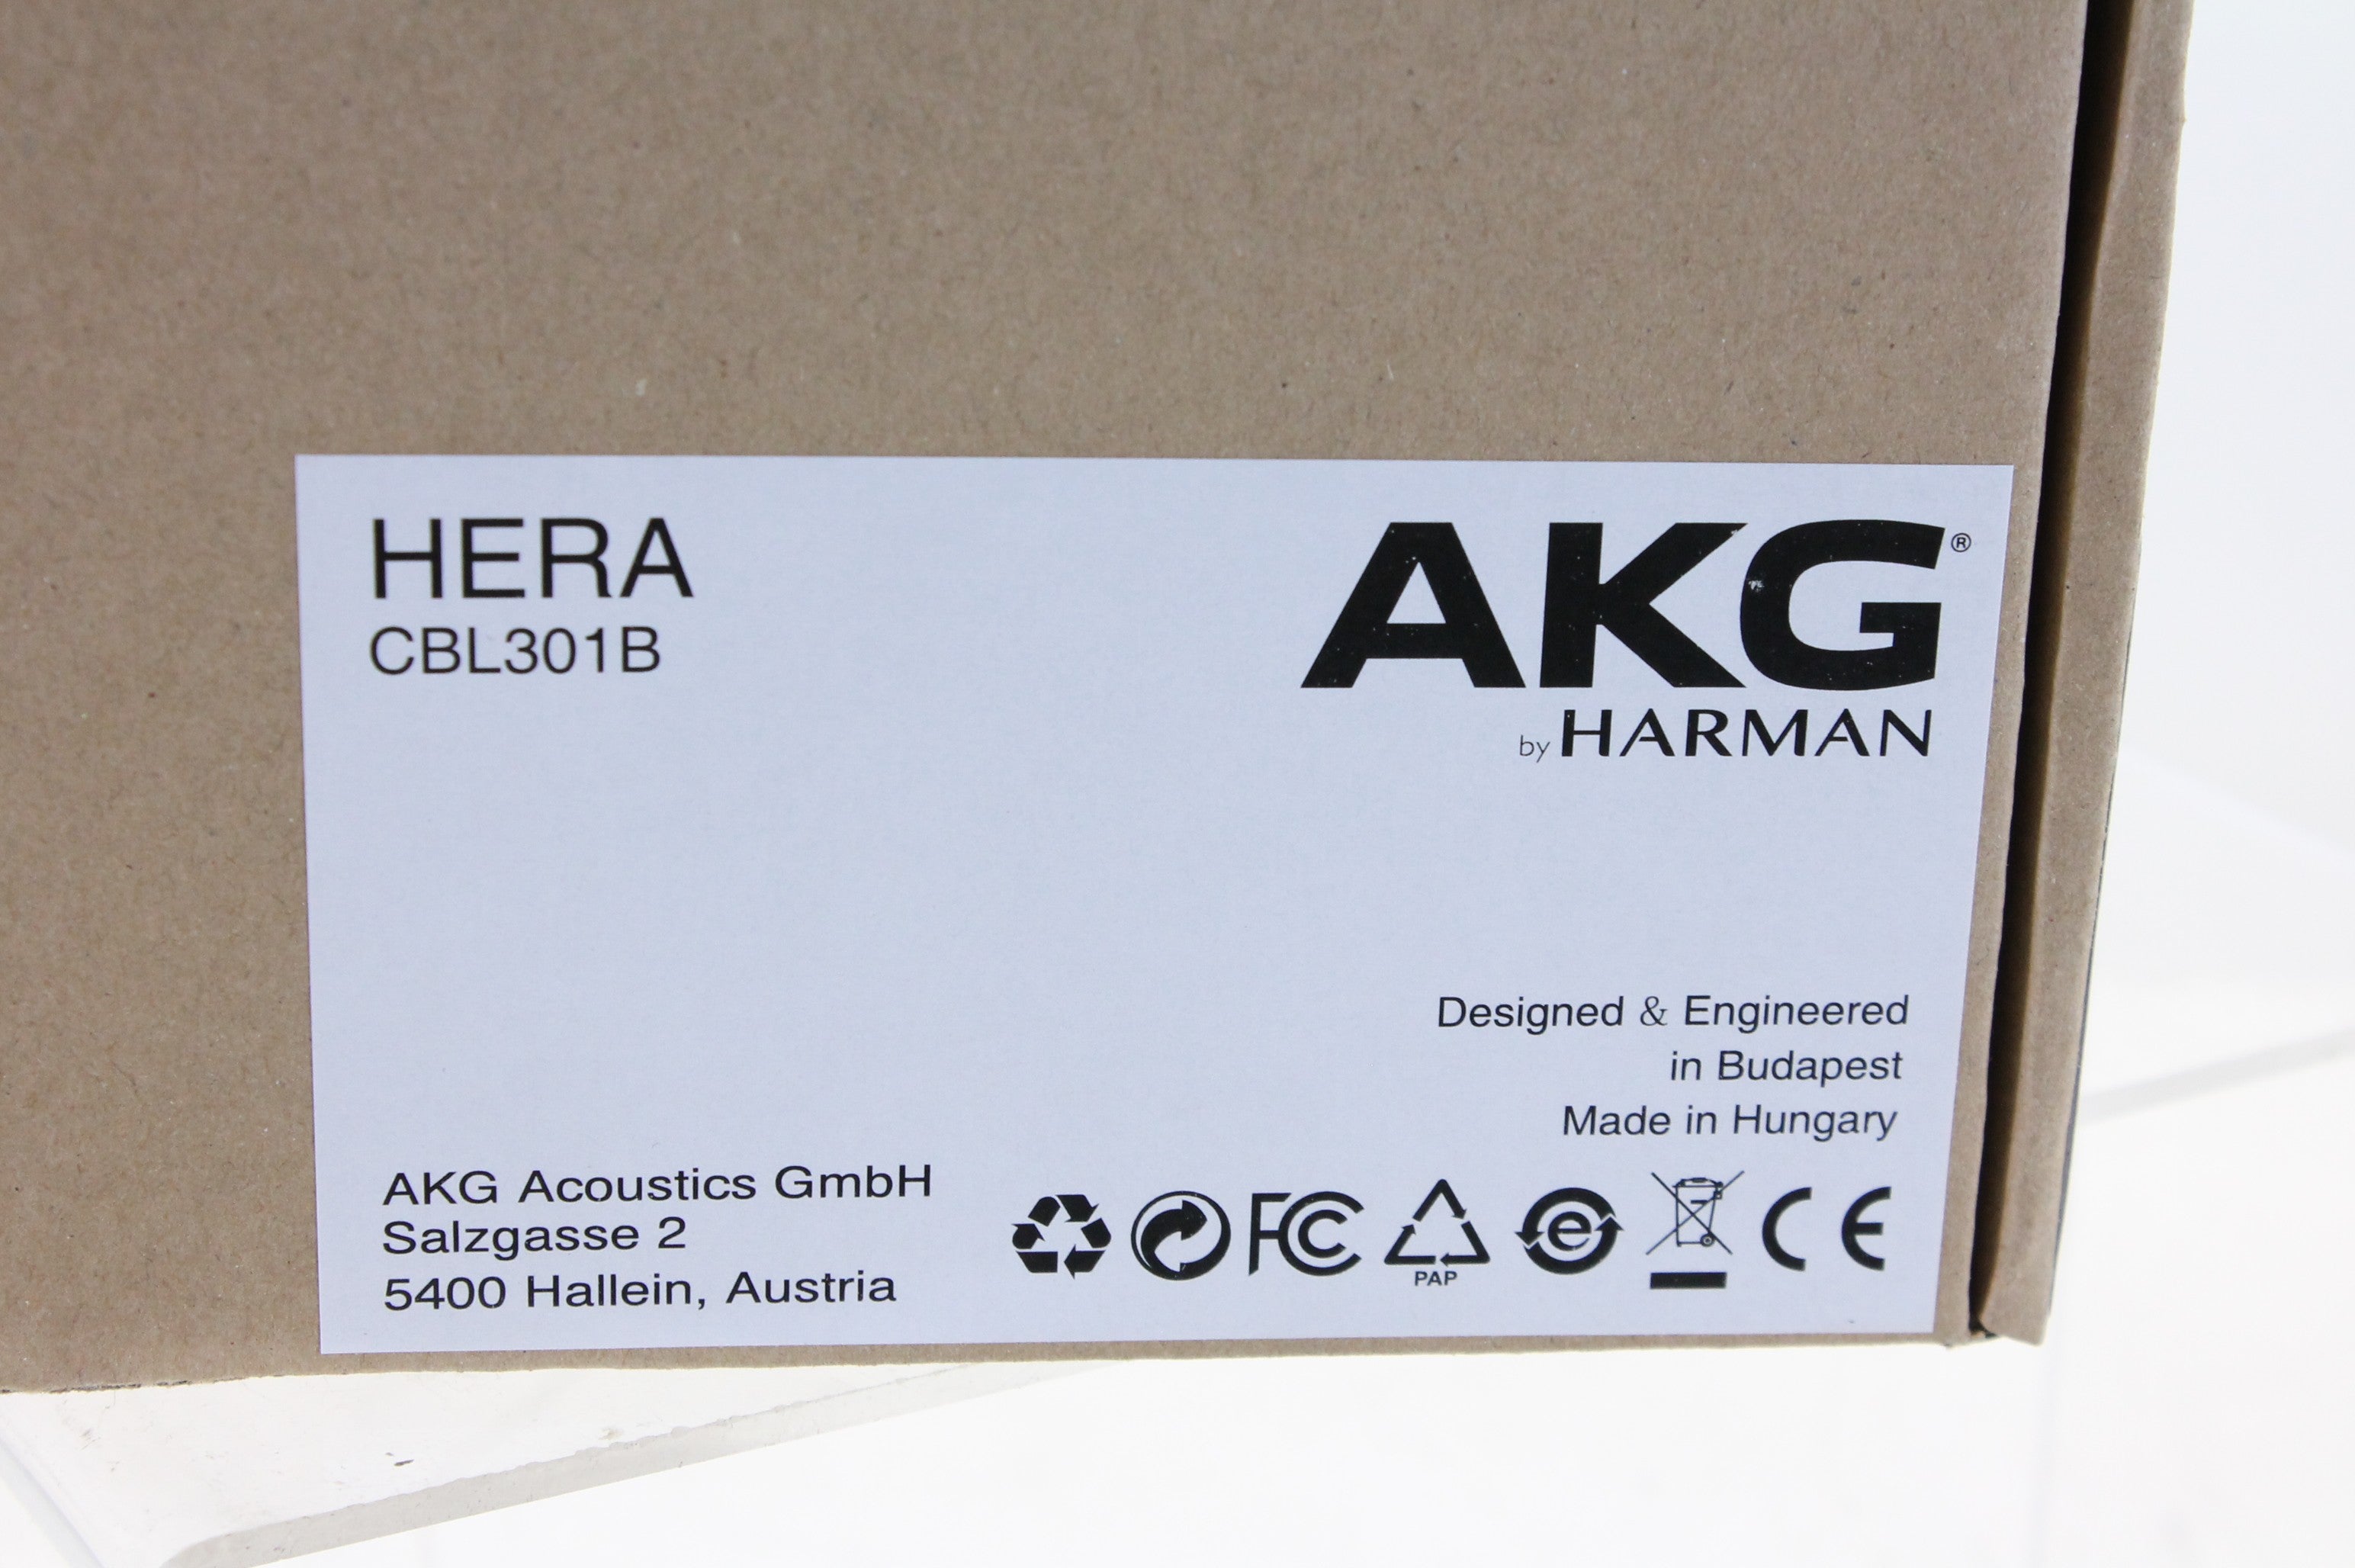 HERA
CBL301B
AKG®
by HARMAN
Designed & Engineered
in Budapest
Made in Hungary
AKG Acoustics GmbH
Salzgasse 2
5400 Hallein, Austria
FC
PAP
e
CE